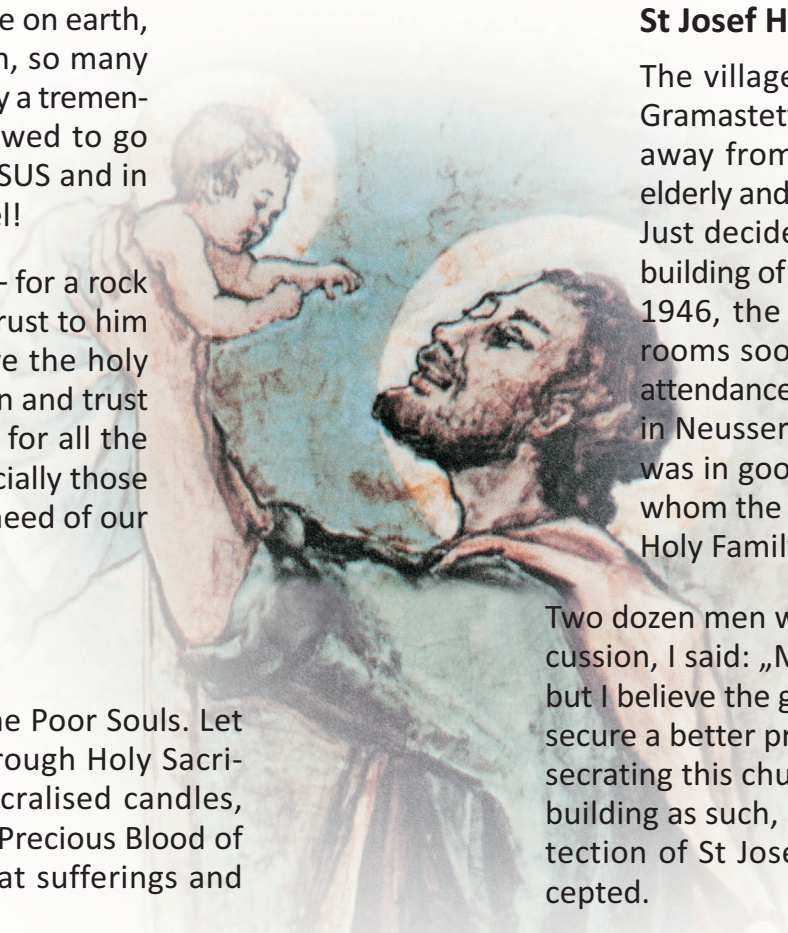 e on earth,
, so many
y a tremen-
wed to go
SUS and in
l!
– for a rock
rust to him
e the holy
n and trust
for all the
cially those
need of our
ne Poor Souls. Let
rough Holy Sacri-
cralised candles,
Precious Blood of
at sufferings and
St Josef H
The village
Gramastett
away from
elderly and
Just decide
building of
1946, the
rooms soo
attendance
in Neusser
was in goo
whom the
Holy Famil
Two dozen men w
cussion, I said: „M
but I believe the g
secure a better pr
secrating this chu
building as such,
tection of St Jose
cepted.